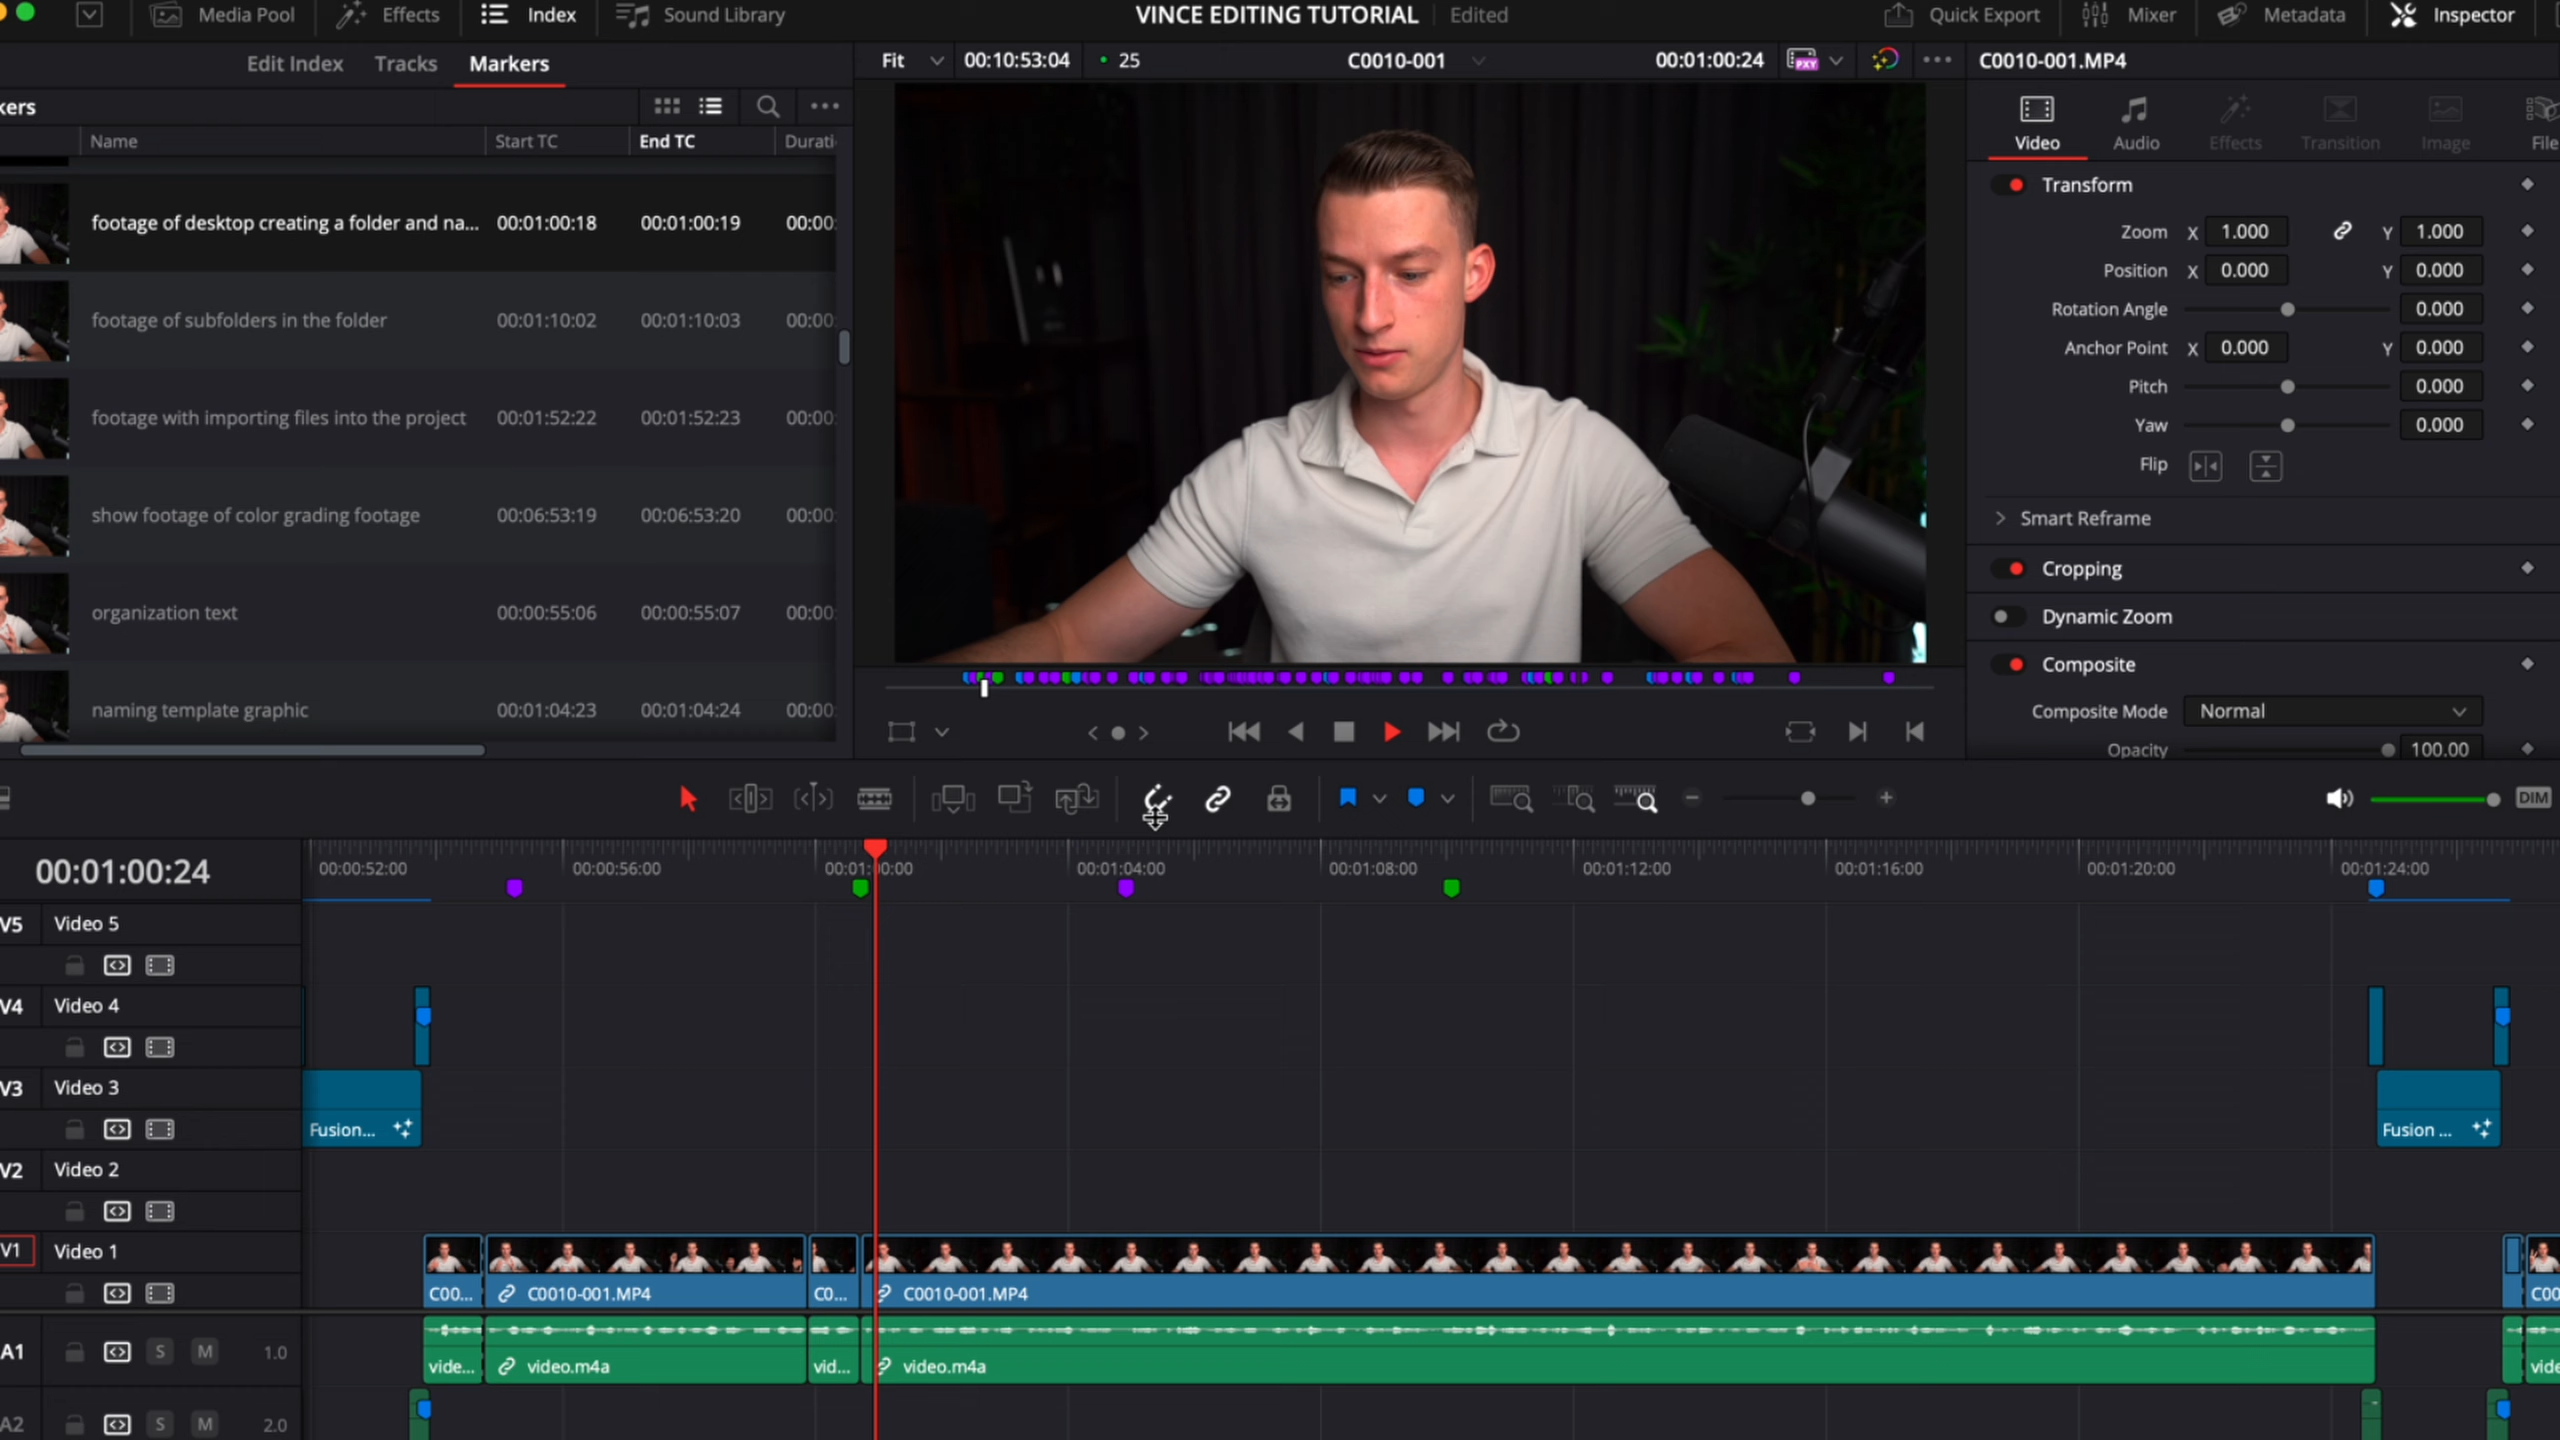 Media Pool Effects Index Sound Library VINCE EDITING TUTORIAL Edited Quick Export Mixer Metadata Inspector
Edit Index Tracks Markers Fit 00:10:53:04 25 C0010-001 00:01:00:24 PXY C0010-001.MP4
kers
Name Start TC End TC Durati
Video Audio Effects Transition Image File
footage of desktop creating a folder and na... 00:01:00:18 00:01:00:19 00:00:
footage of subfolders in the folder 00:01:10:02 00:01:10:03 00:00:
footage with importing files into the project 00:01:52:22 00:01:52:23 00:00:
show footage of color grading footage 00:06:53:19 00:06:53:20 00:00:
organization text 00:00:55:06 00:00:55:07 00:00:
naming template graphic 00:01:04:23 00:01:04:24 00:00:
Transform
Zoom X 1.000 Y 1.000
Position X 0.000 Y 0.000
Rotation Angle 0.000
Anchor Point X 0.000 Y 0.000
Pitch 0.000
Yaw 0.000
Flip
Smart Reframe
Cropping
Dynamic Zoom
Composite
Composite Mode Normal
Opacity 100.00
DIM
00:01:00:24 00:00:52:00 00:00:56:00 00:01:00:00 00:01:04:00 00:01:08:00 00:01:12:00 00:01:16:00 00:01:20:00 00:01:24:00
V5 Video 5
V4 Video 4
V3 Video 3
Fusion... Fusion ...
V2 Video 2
V1 Video 1
C00... C0010-001.MP4 C0... C0010-001.MP4 C00
A1 S M 1.0
vide... video.m4a vid... video.m4a vide
A2 S M 2.0